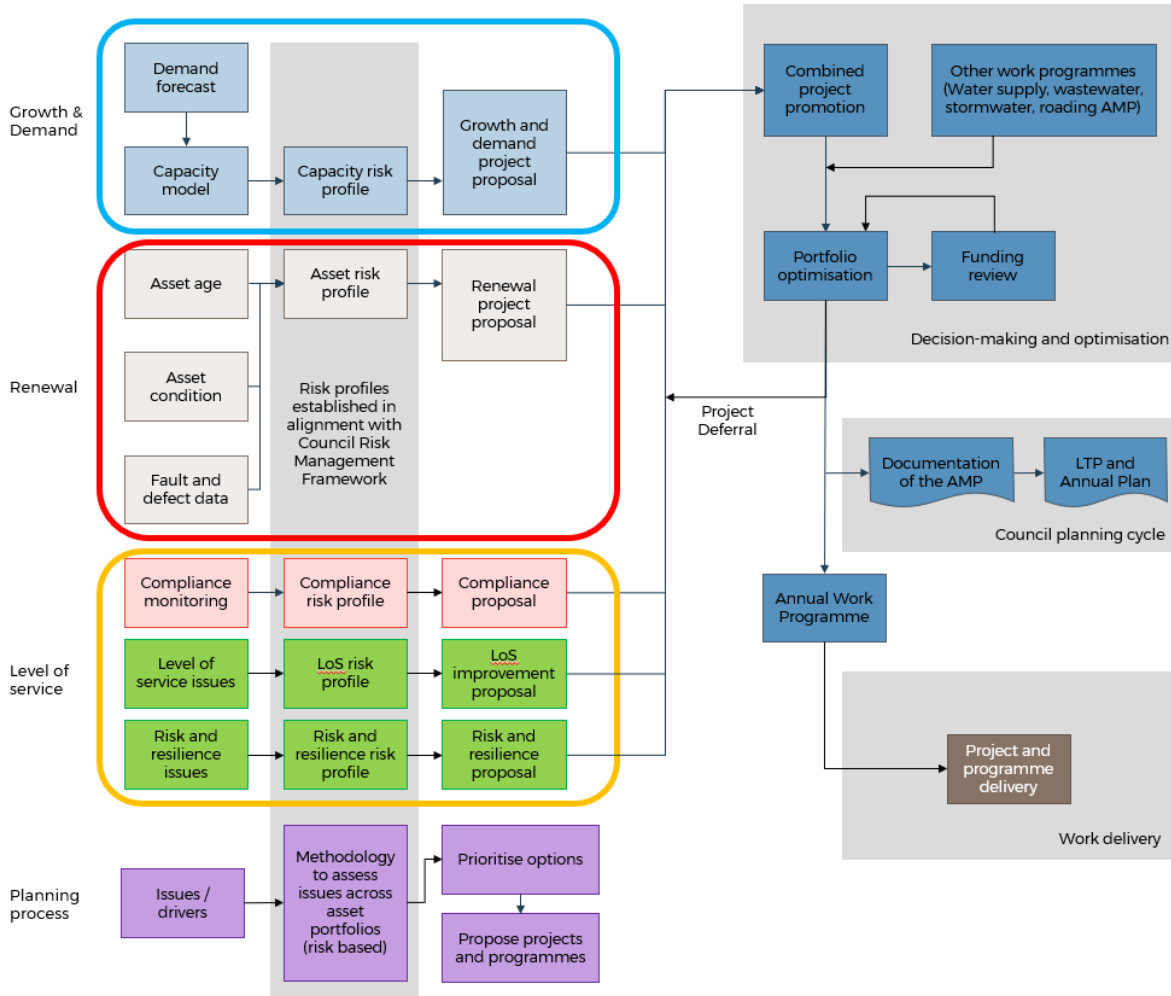 Growth &
Demand
Demand
forecast
Capacity
model
Capacity risk
profile
Growth and
demand
project
proposal
Renewal
Asset age
Asset
condition
Fault and
defect data
Asset risk
profile
Risk profiles
established in
alignment with
Council Risk
Management
Framework
Renewal
project
proposal
Level of
service
Compliance
monitoring
Compliance
risk profile
Compliance
proposal
Level of
service issues
LoS risk
profile
LoS
improvement
proposal
Risk and
resilience
issues
Risk and
resilience risk
profile
Risk and
resilience
proposal
Planning
process
Issues /
drivers
Methodology
to assess
issues across
asset
portfolios
(risk based)
Prioritise options
Propose projects
and programmes
Combined
project
promotion
Other work programmes
(Water supply, wastewater,
stormwater, roading AMP)
Portfolio
optimisation
Funding
review
Decision-making and optimisation
Project
Deferral
Documentation
of the AMP
LTP and
Annual Plan
Council planning cycle
Annual Work
Programme
Project and
programme
delivery
Work delivery